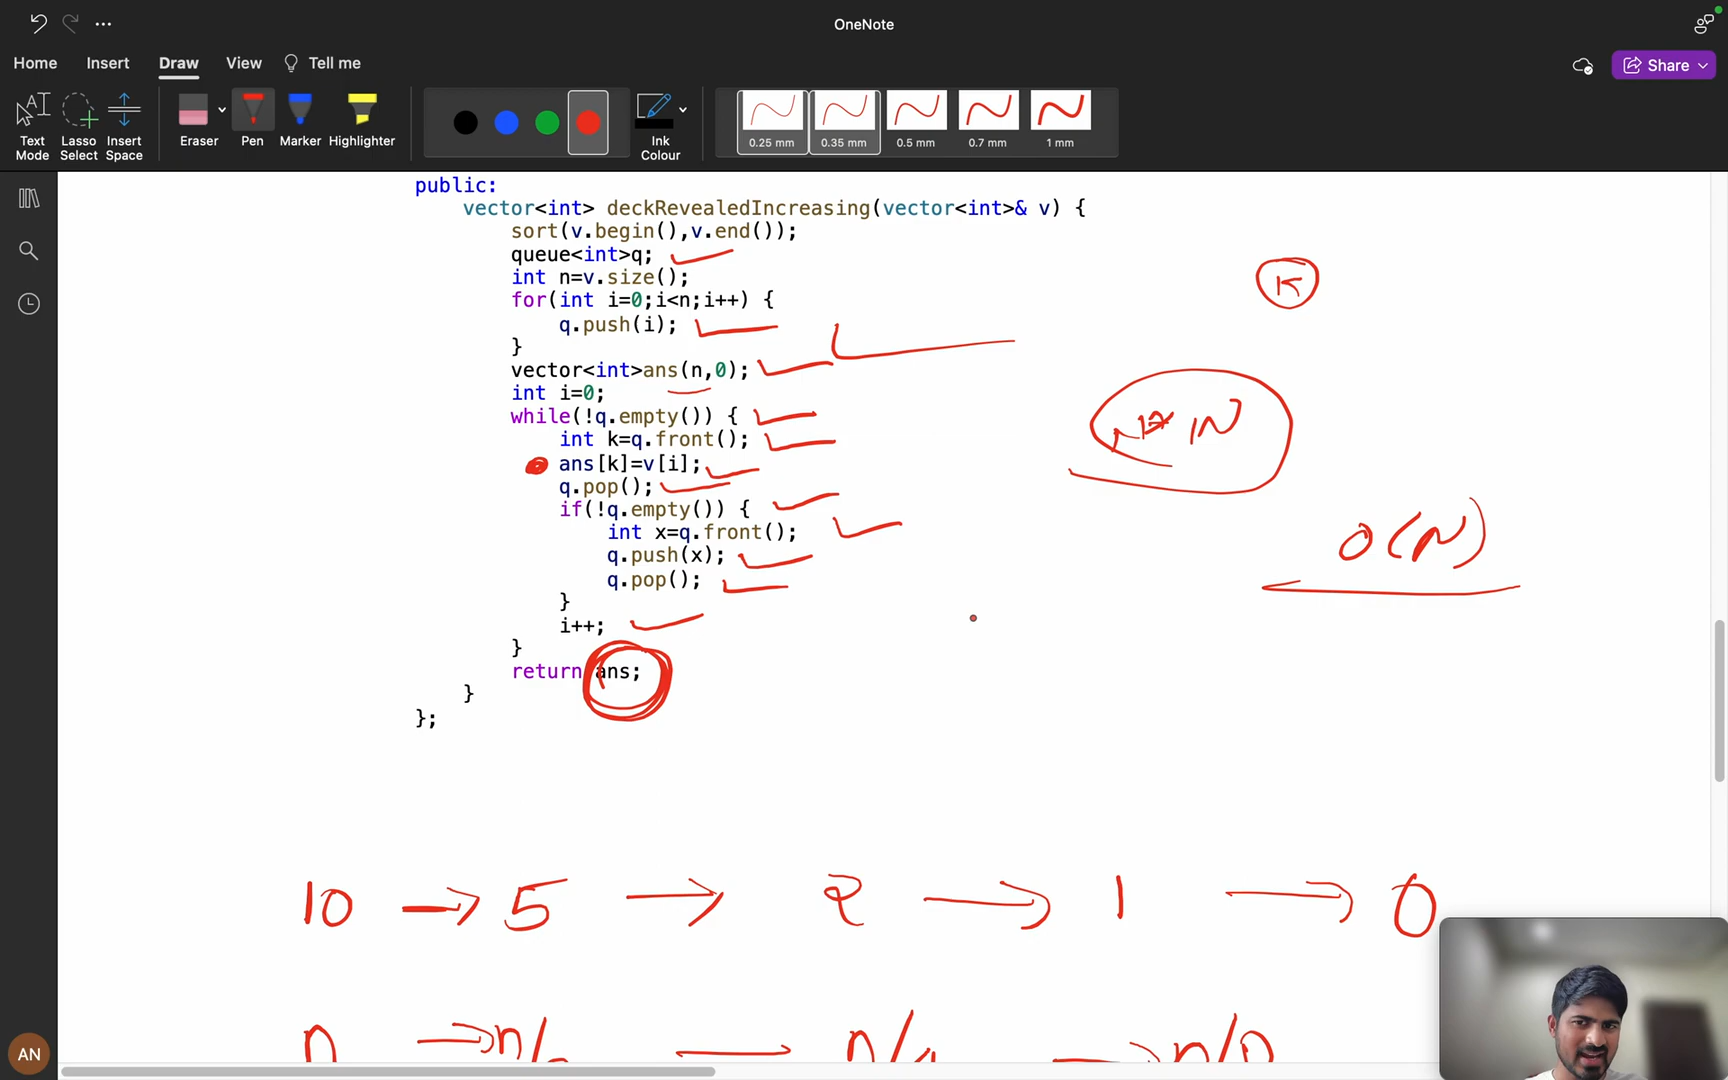 OneNote
Home Insert Draw View Tell me
Share
Text Mode
Lasso Select
Insert Space
Eraser
Pen
Marker
Highlighter
Ink Colour
0.25 mm
0.35 mm
0.5 mm
0.7 mm
1 mm
public:
vector<int> deckRevealedIncreasing(vector<int>& v) {
sort(v.begin(),v.end());
queue<int>q;
int n=v.size();
for(int i=0;i<n;i++) {
q.push(i);
}
vector<int>ans(n,0);
int i=0;
while(!q.empty()) {
int k=q.front();
ans[k]=v[i];
q.pop();
if(!q.empty()) {
int x=q.front();
q.push(x);
q.pop();
}
i++;
}
return ans;
}
};
K
O(N)
10 → 5 → 2 → 1 → 0
AN